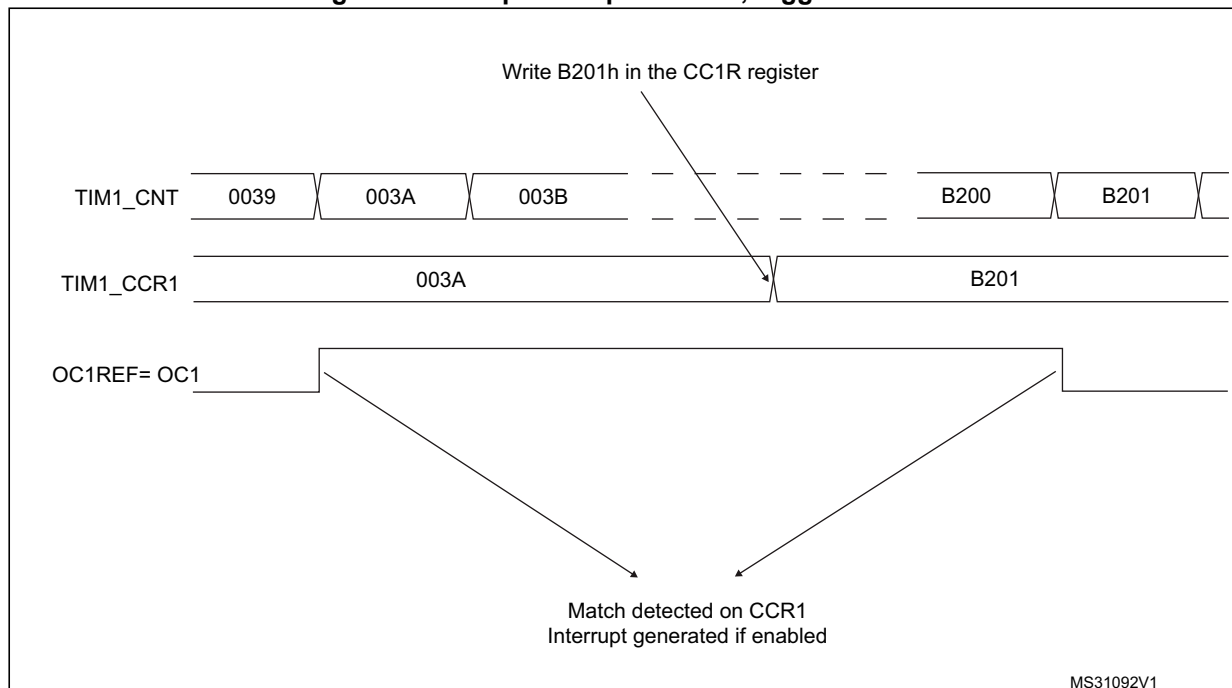 Write B201h in the CC1R register
TIM1_CNT 0039 003A 003B B200 B201
TIM1_CCR1 003A B201
OC1REF= OC1
Match detected on CCR1
Interrupt generated if enabled
MS31092V1